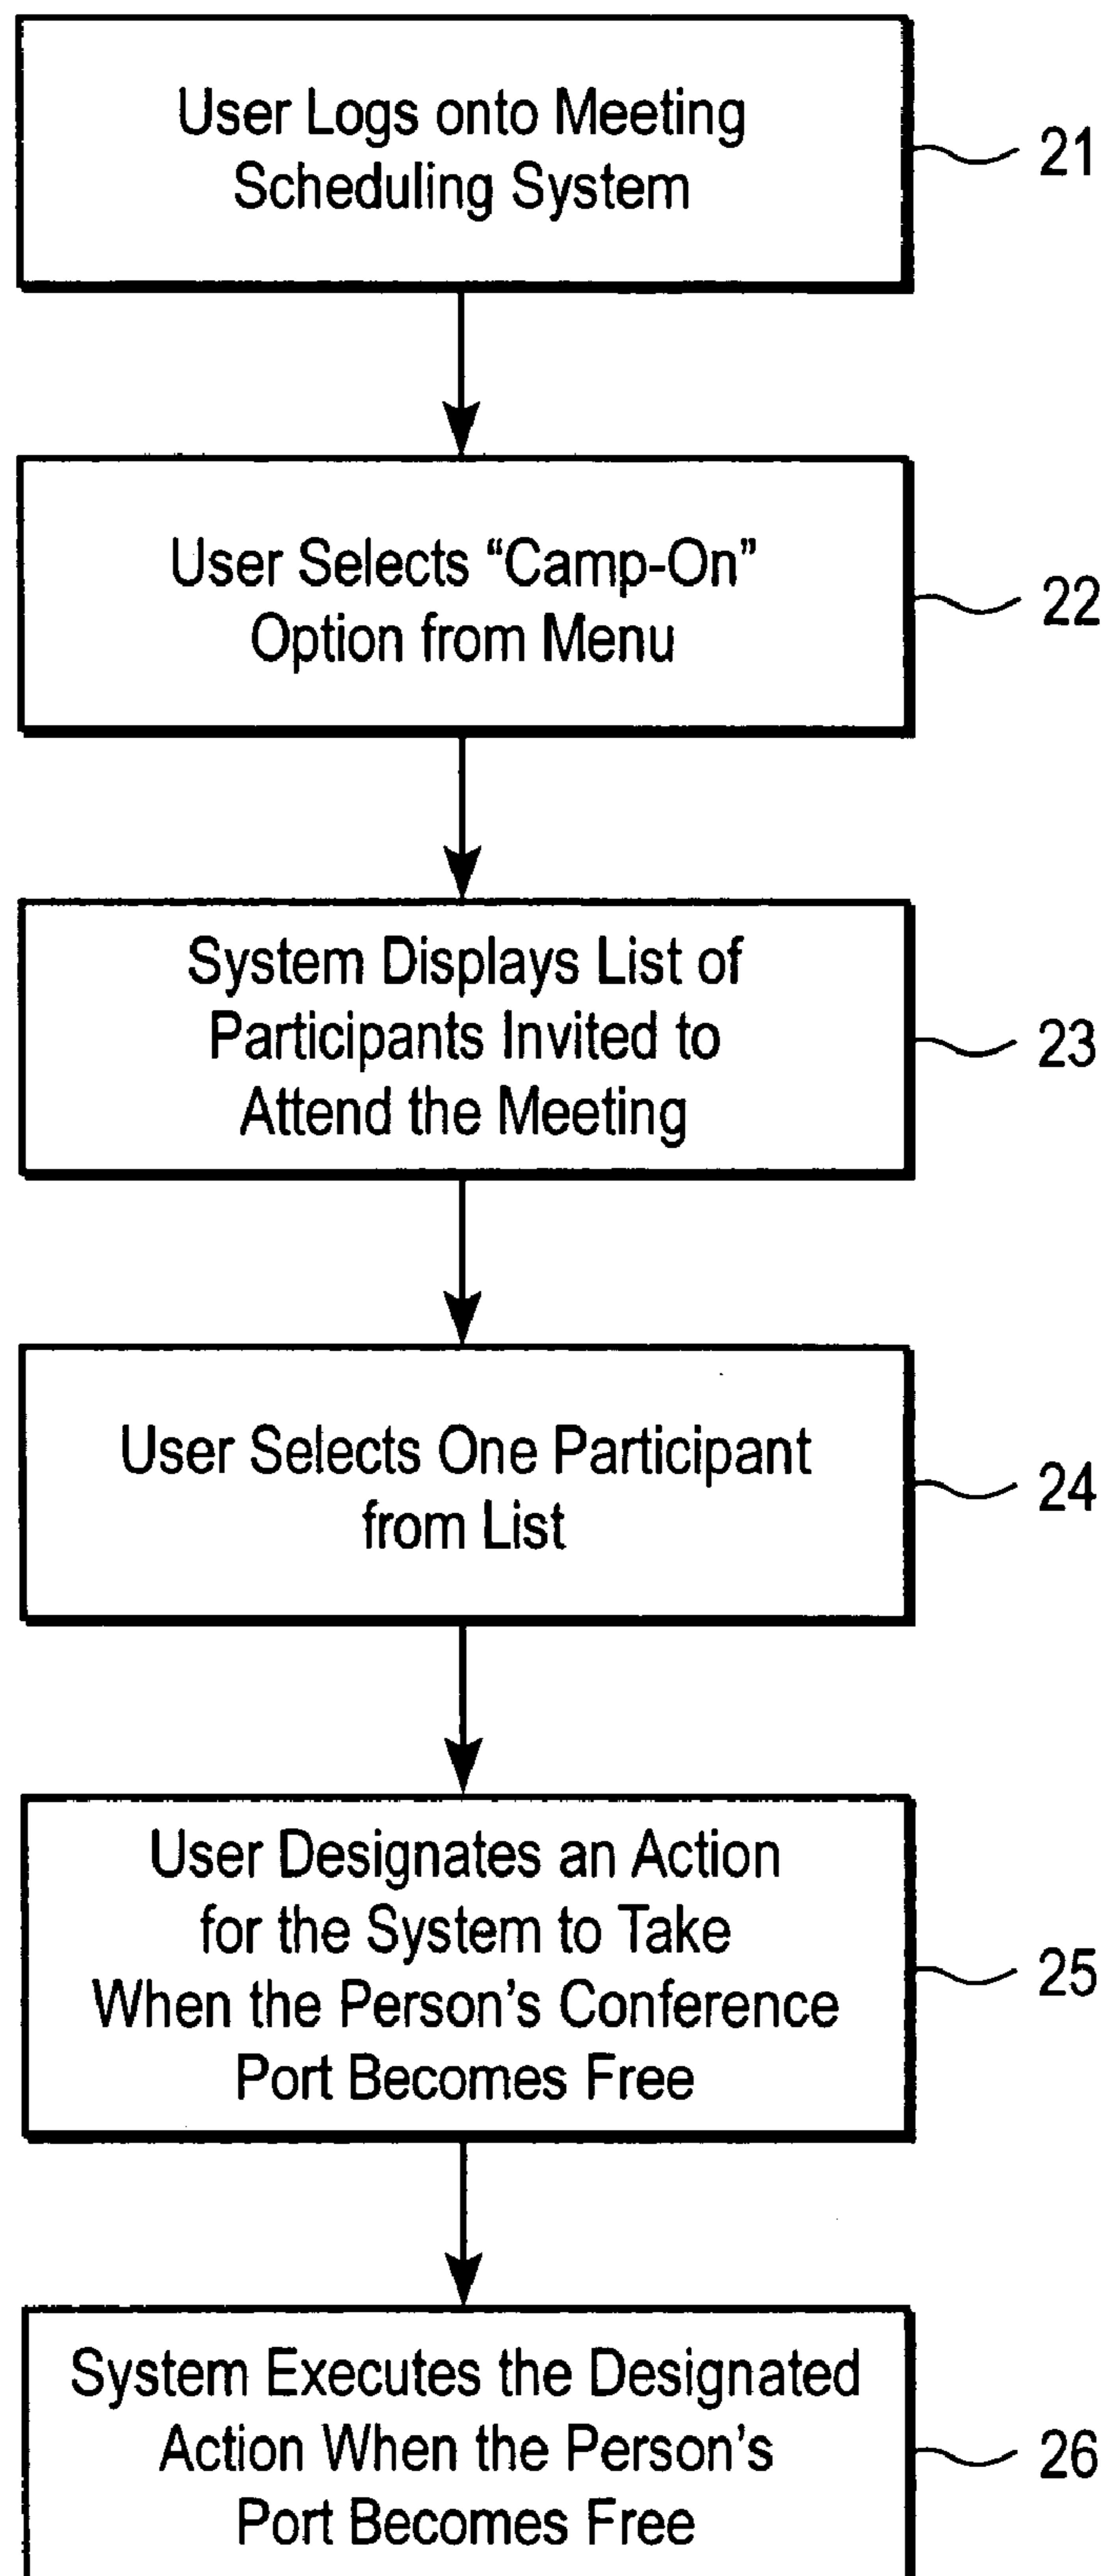 User Logs onto Meeting
Scheduling System
21
User Selects “Camp-On”
Option from Menu
22
System Displays List of
Participants Invited to
Attend the Meeting
23
User Selects One Participant
from List
24
User Designates an Action
for the System to Take
When the Person’s Conference
Port Becomes Free
25
System Executes the Designated
Action When the Person’s
Port Becomes Free
26